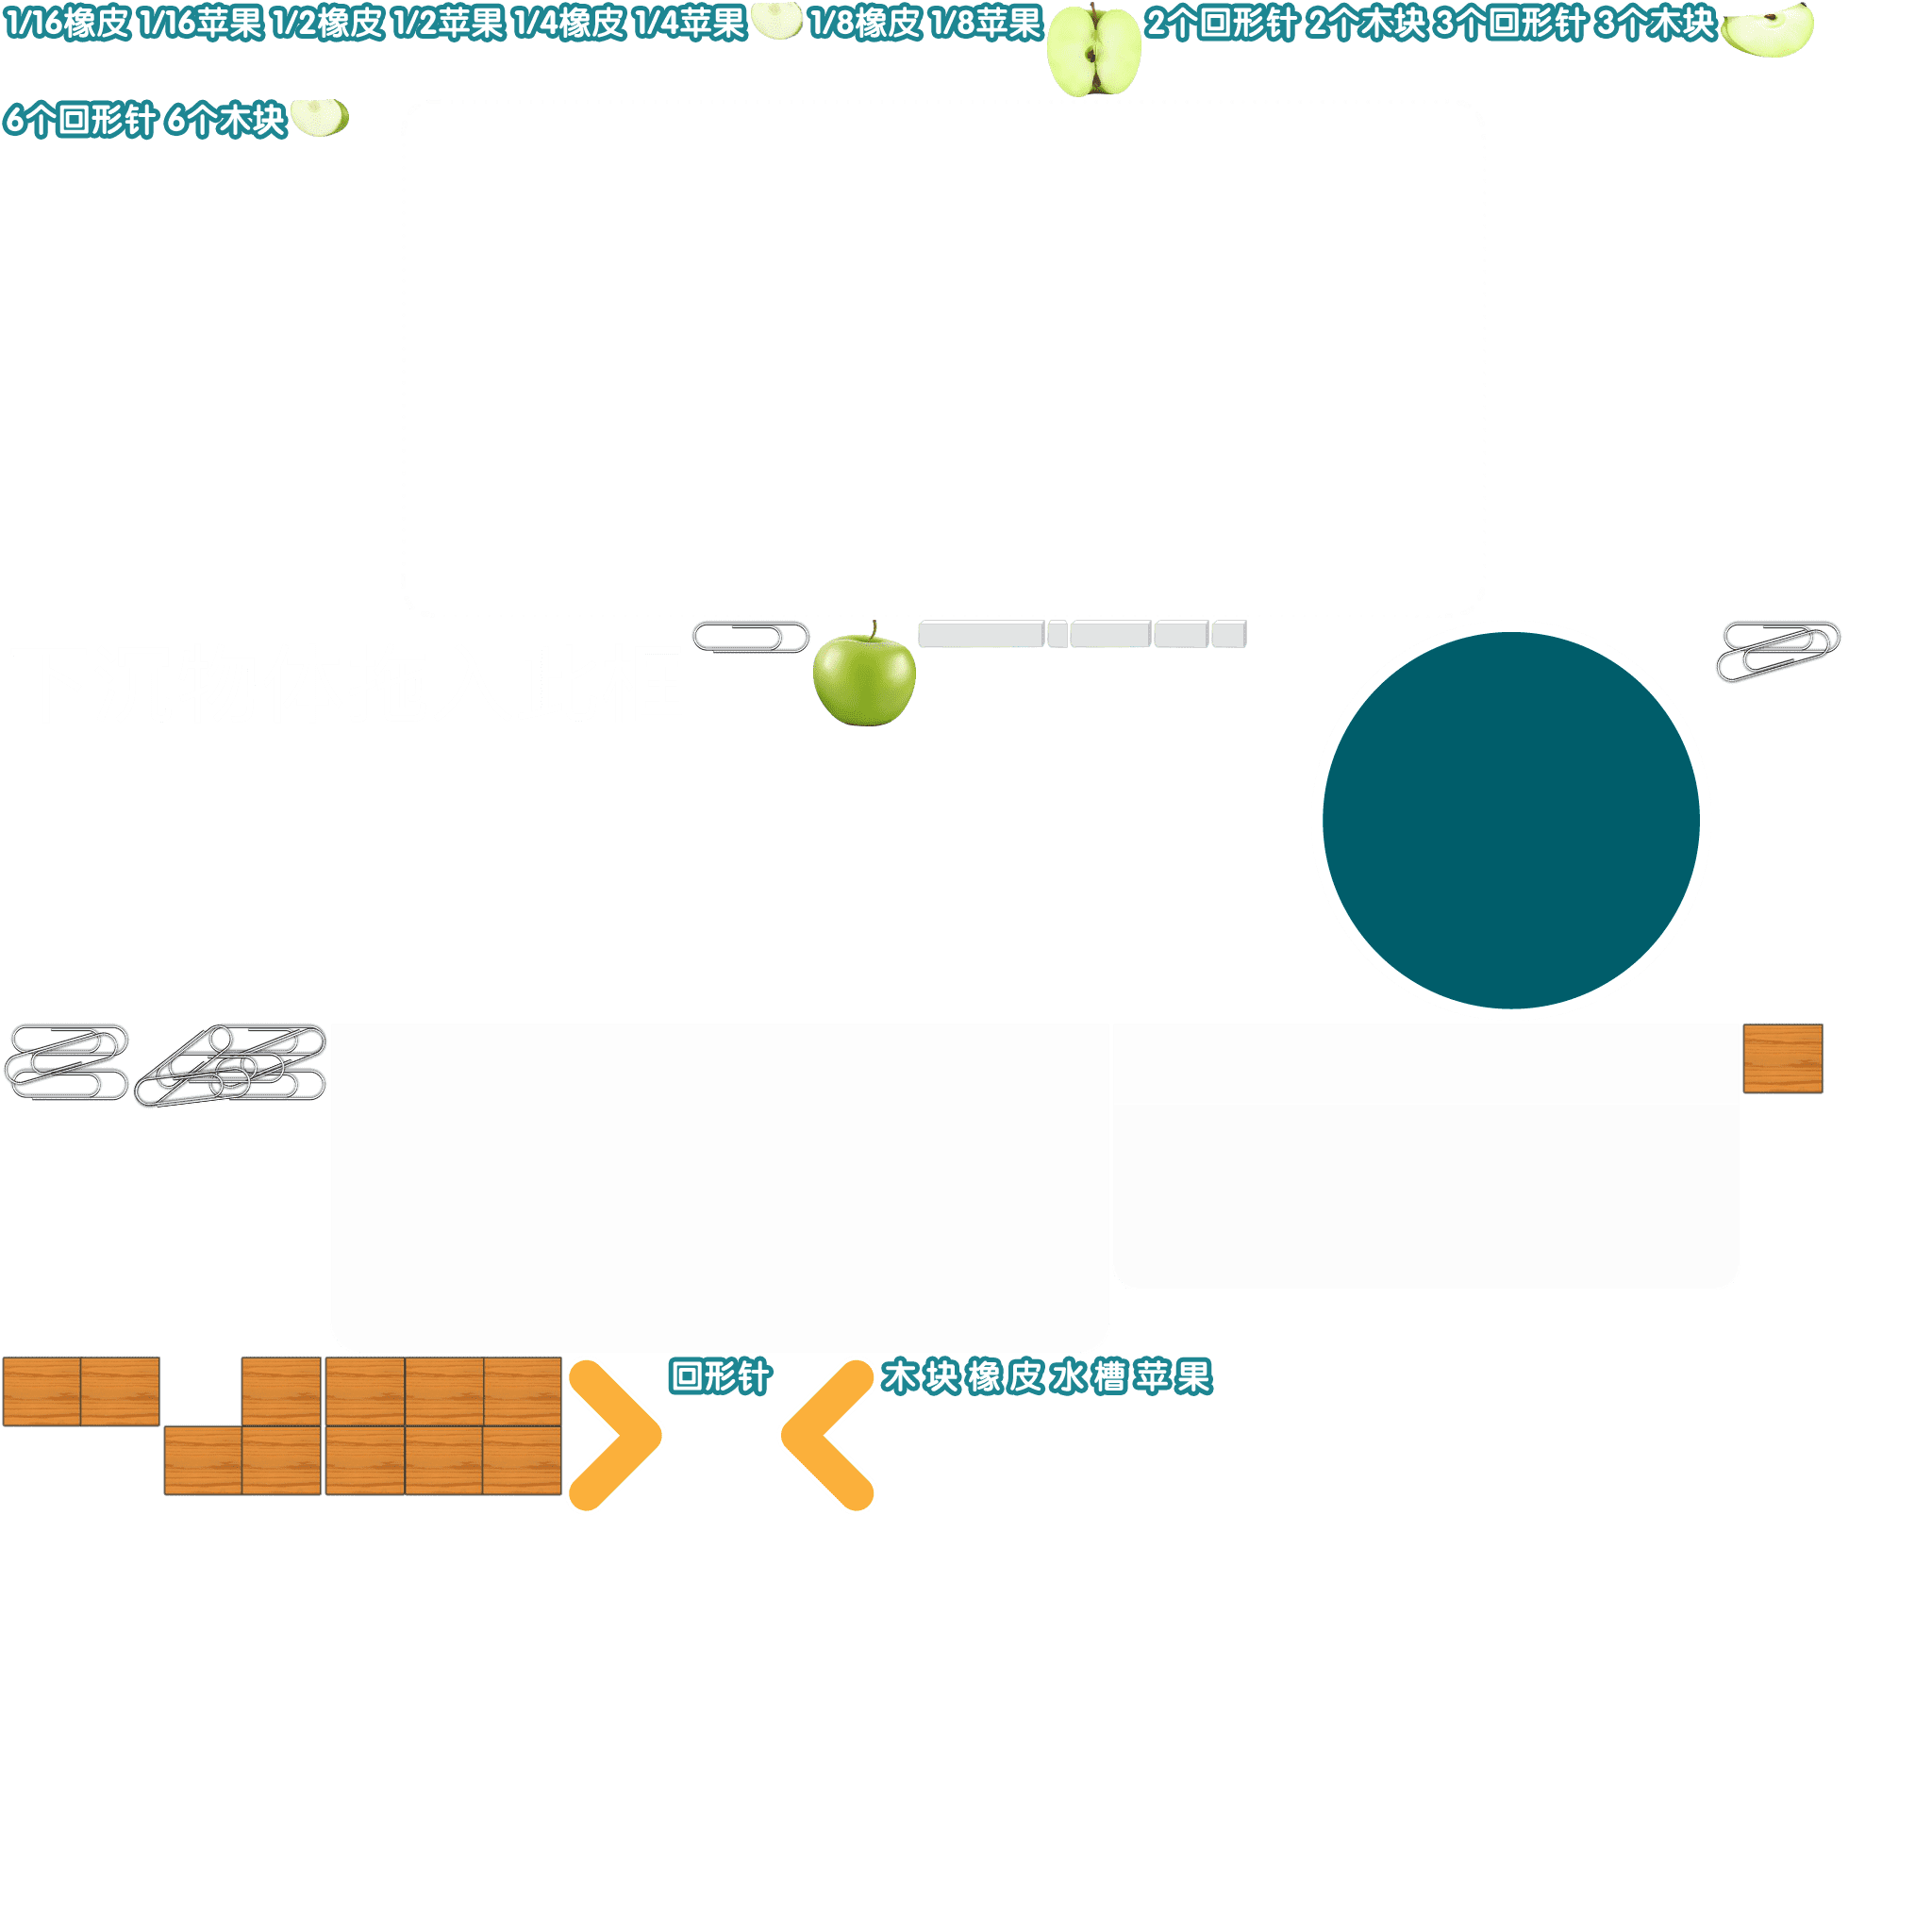 1/16橡皮 1/16苹果 1/2橡皮 1/2苹果 1/4橡皮 1/4苹果 1/8橡皮 1/8苹果 2个回形针 2个木块 3个回形针 3个木块
6个回形针 6个木块
回形针 木块 橡皮 水槽 苹果